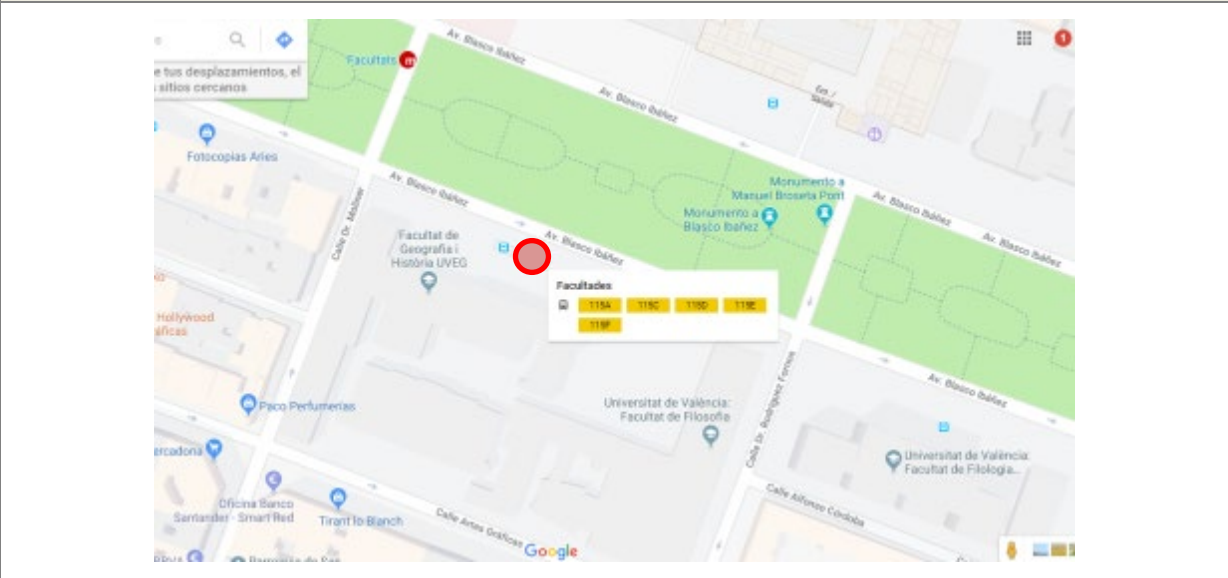 e tus desplazamientos, el
sitios cercanos
1
Facultats
Av. Blasco Ibáñez
Av. Blasco Ibáñez
Fotocopias Aries
Av. Blasco Ibáñez
Calle Dr. Moliner
Monumento a
Manuel Broseta Pont
Monumento a
Blasco Ibáñez
Av. Blasco Ibáñez
Av. Blasco Ibáñez
Facultat de
Geografia i
Història UVEG
Av. Blasco Ibáñez
Facultades
115A 115C 115D 115E
115F
Hollywood
Paco Perfumerías
Universitat de València:
Facultat de Filosofia
Calle Dr. Rodríguez Fornos
Av. Blasco Ibáñez
ercadona
Universitat de València:
Facultat de Filologia...
Oficina Banco
Santander - Smart Red
Tirant lo Blanch
Calle Artes Gráficas
Calle Alfonso Córdoba
Google